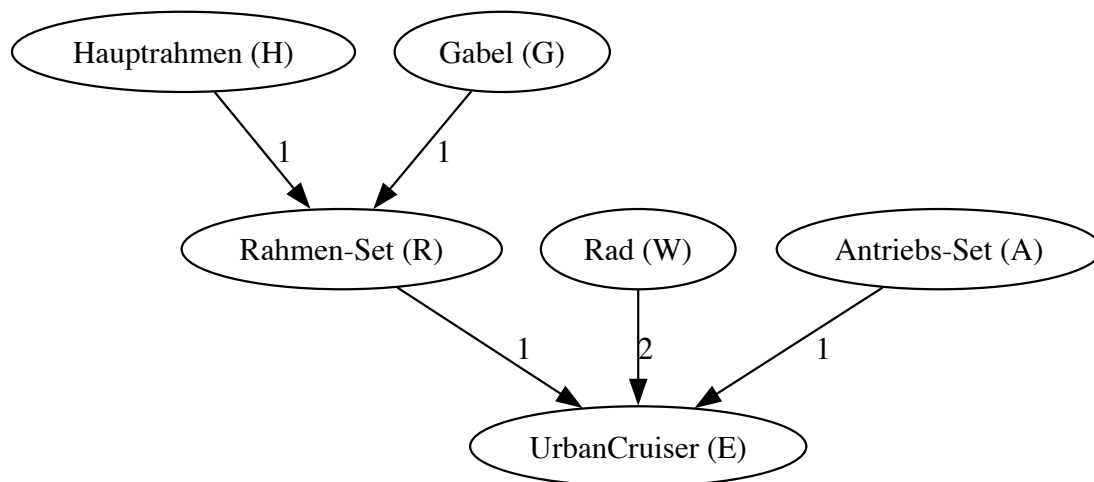 Hauptrahmen (H)
Gabel (G)
1
1
Rahmen-Set (R)
Rad (W)
Antriebs-Set (A)
1
2
1
UrbanCruiser (E)